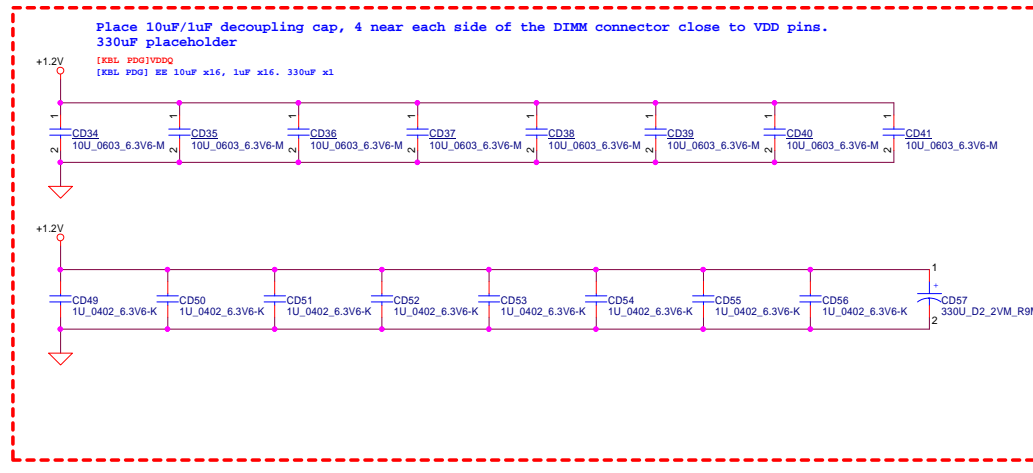 Place 10uF/1uF decoupling cap, 4 near each side of the DIMM connector close to VDD pins.
330uF placeholder
[KBL PDG]VDDQ
[KBL PDG] EE 10uF x16, 1uF x16. 330uF x1
+1.2V
1 1 1 1 1 1 1 1
CD34 CD35 CD36 CD37 CD38 CD39 CD40 CD41
10U_0603_6.3V6-M 10U_0603_6.3V6-M 10U_0603_6.3V6-M 10U_0603_6.3V6-M 10U_0603_6.3V6-M 10U_0603_6.3V6-M 10U_0603_6.3V6-M 10U_0603_6.3V6-M
2 2 2 2 2 2 2 2
+1.2V
1
+
CD49 CD50 CD51 CD52 CD53 CD54 CD55 CD56 CD57
1U_0402_6.3V6-K 1U_0402_6.3V6-K 1U_0402_6.3V6-K 1U_0402_6.3V6-K 1U_0402_6.3V6-K 1U_0402_6.3V6-K 1U_0402_6.3V6-K 1U_0402_6.3V6-K 330U_D2_2VM_R9M
2